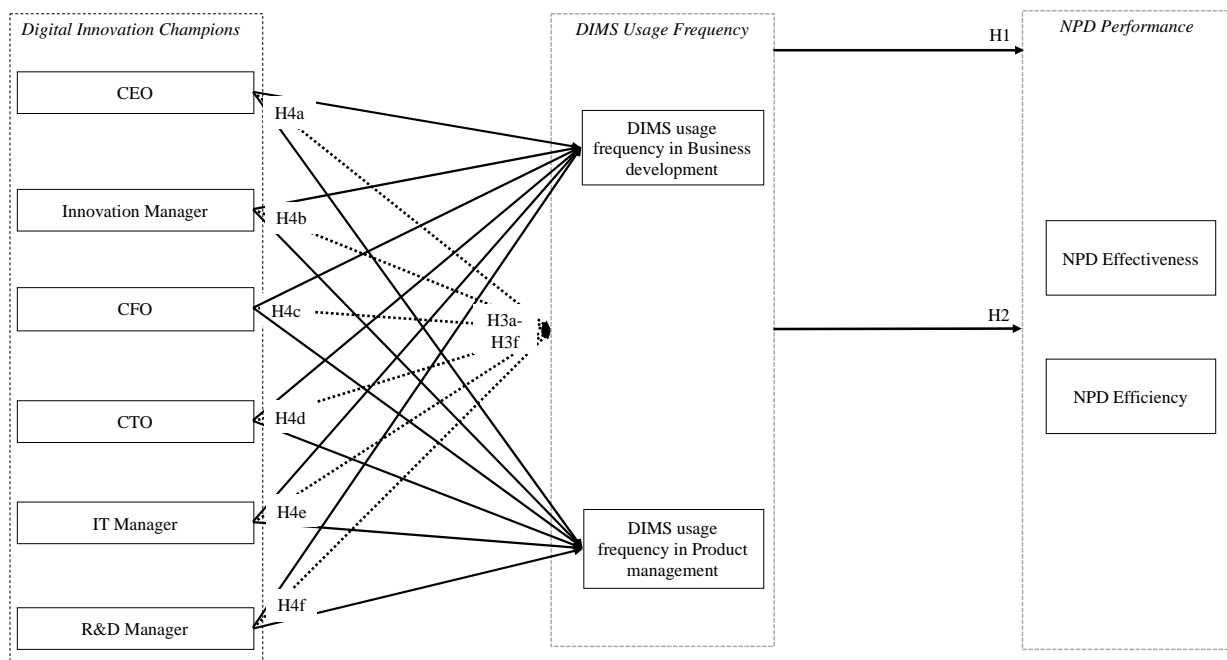 Digital Innovation Champions
DIMS Usage Frequency
H1
NPD Performance
CEO
H4a
DIMS usage
frequency in Business
development
Innovation Manager
H4b
NPD Effectiveness
CFO
H4c
H3a-
H3f
H2
NPD Efficiency
CTO
H4d
IT Manager
H4e
DIMS usage
frequency in Product
management
R&D Manager
H4f